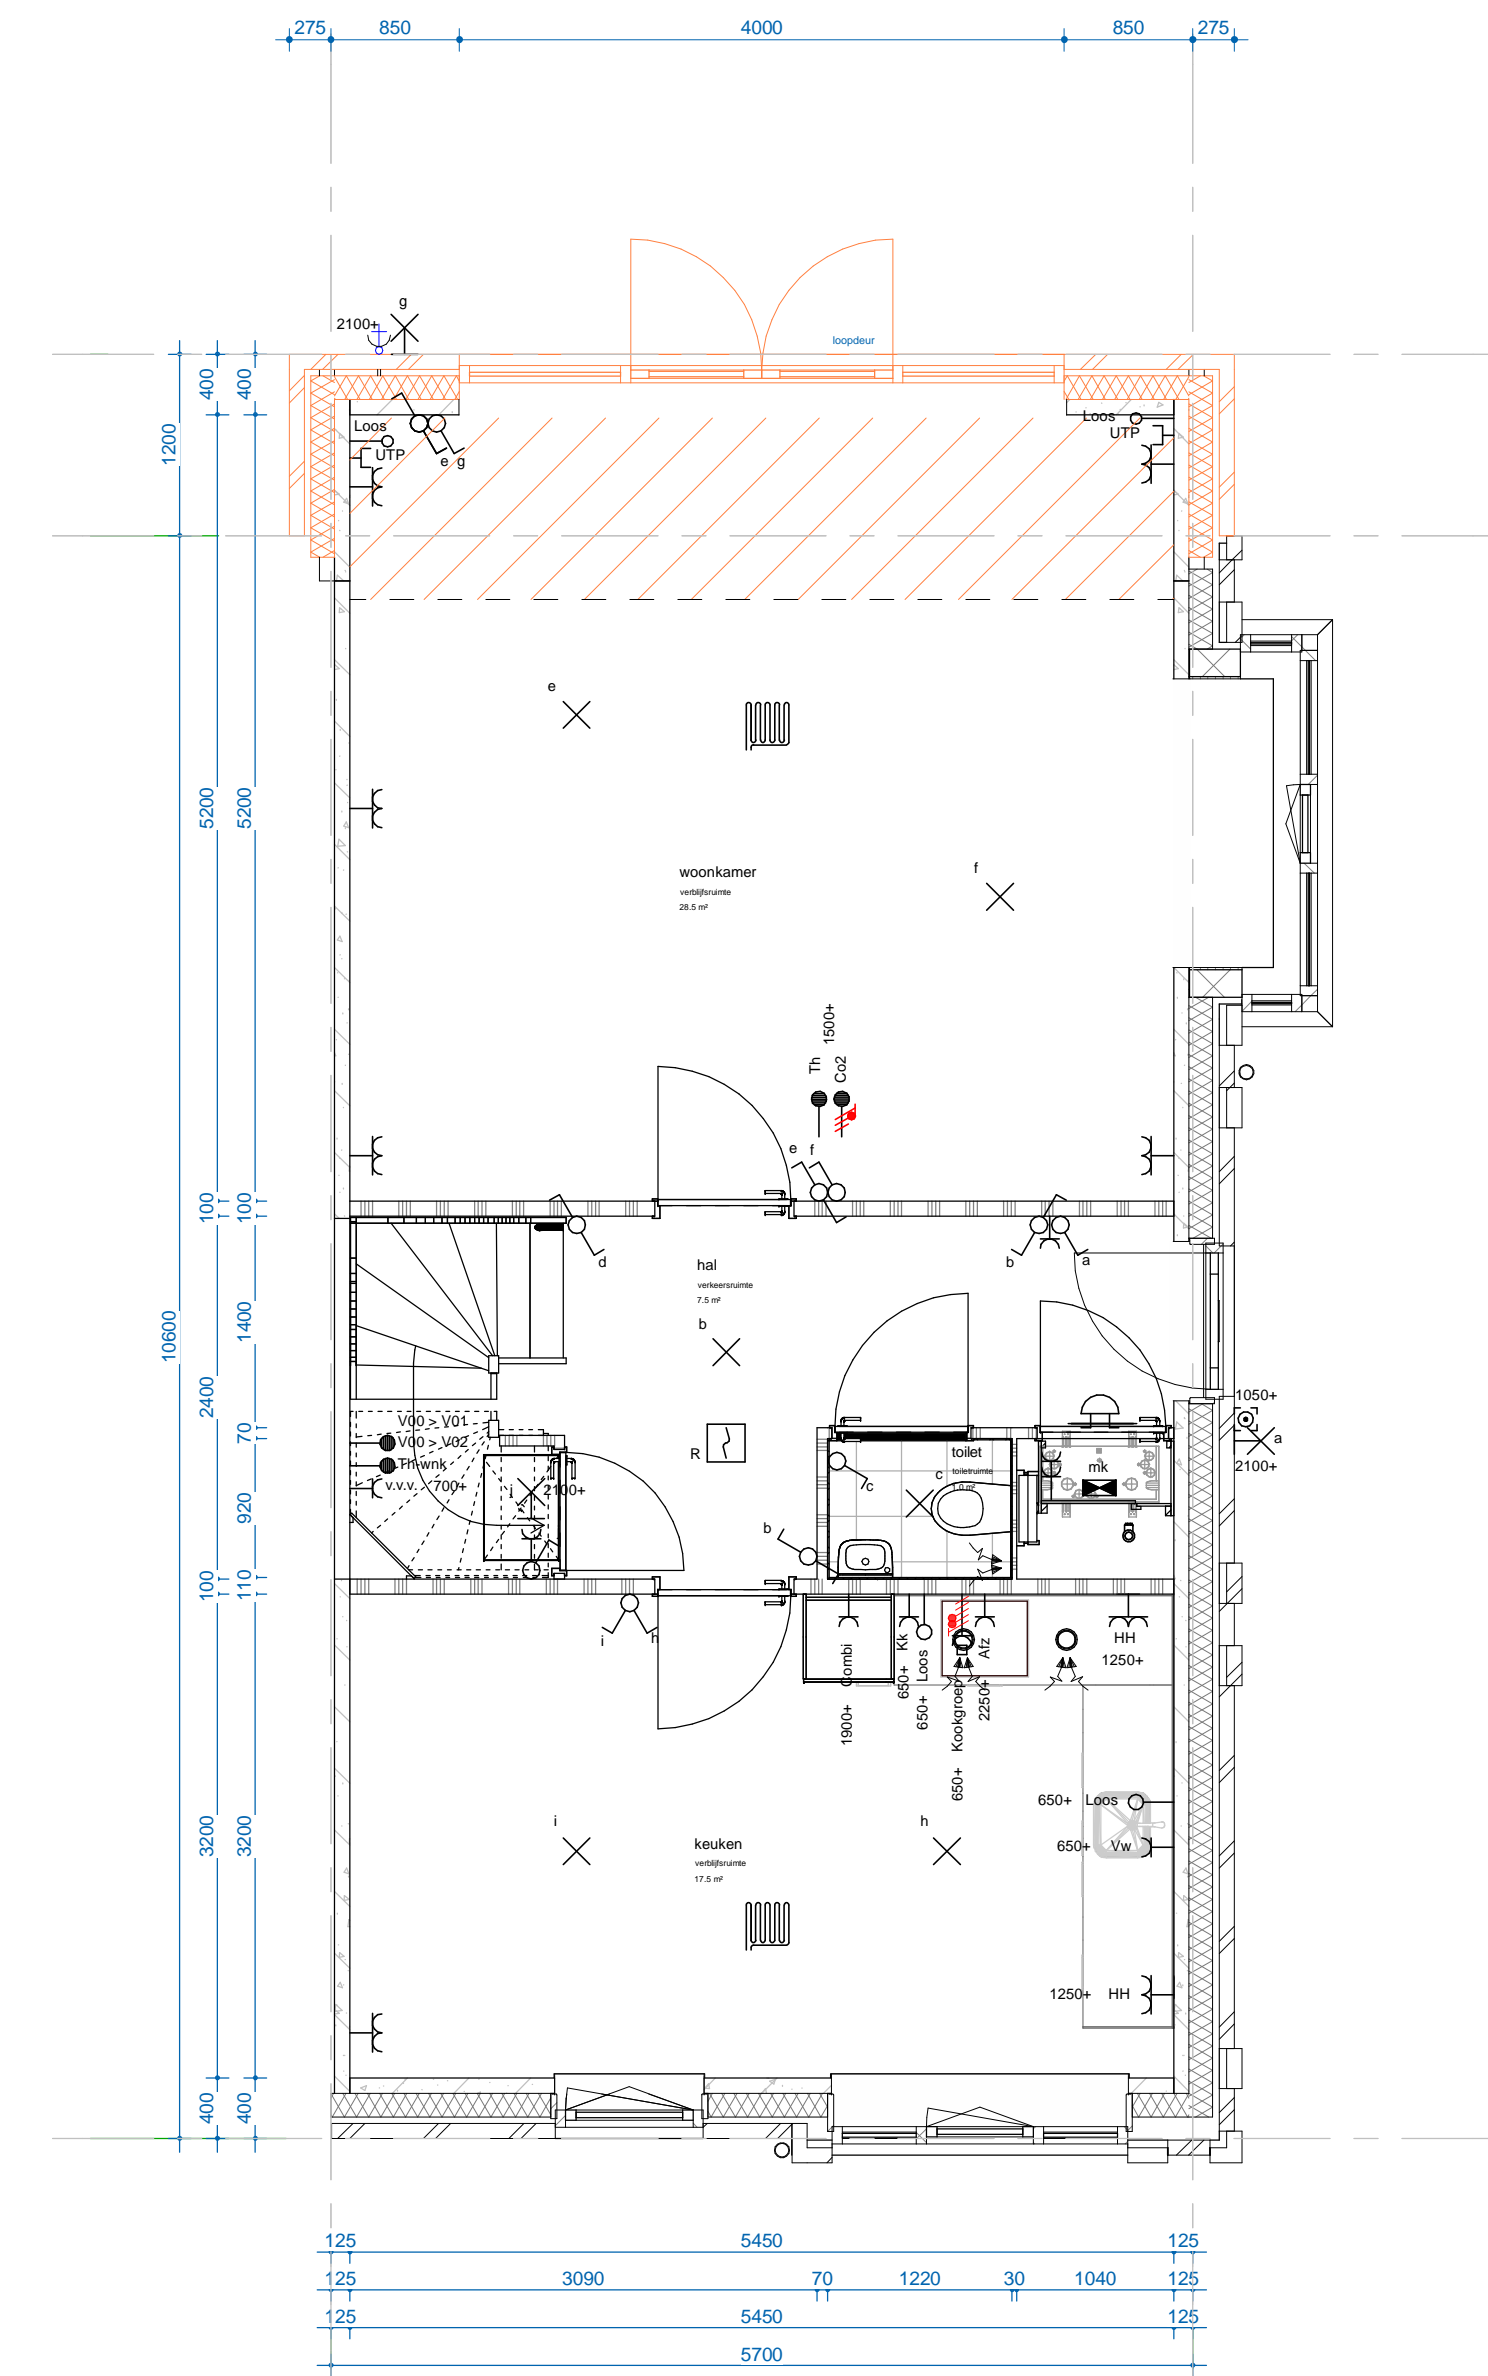 275 850 4000 850 275
g
2100+
loopdeur
400 400
1200
Loos
UTP
e g
Loos
UTP
e
5200 5200
woonkamer
verblijfsruimte
28.5 m²
f
1500+
Th Co2
e f
100 100
d
hal
verkeersruimte
7.5 m²
b a
b
10600
1400
2400
70
1050+
a
2100+
V00 > V01
V00 > V02
Th-wnk
v.v.v. 700+
i 2100+
R
toilet
toiletruimte
1.0 m²
c
c
mk
920
b
100 110
i h
Combi
1900+
Kk
650+
Loos
650+
Kookgroep
650+
Afz
2250+
HH
1250+
650+ Loos
i
h
keuken
verblijfsruimte
17.5 m²
650+ Vw
3200 3200
1250+ HH
400 400
125 5450 125
125 3090 70 1220 30 1040 125
125 5450 125
5700